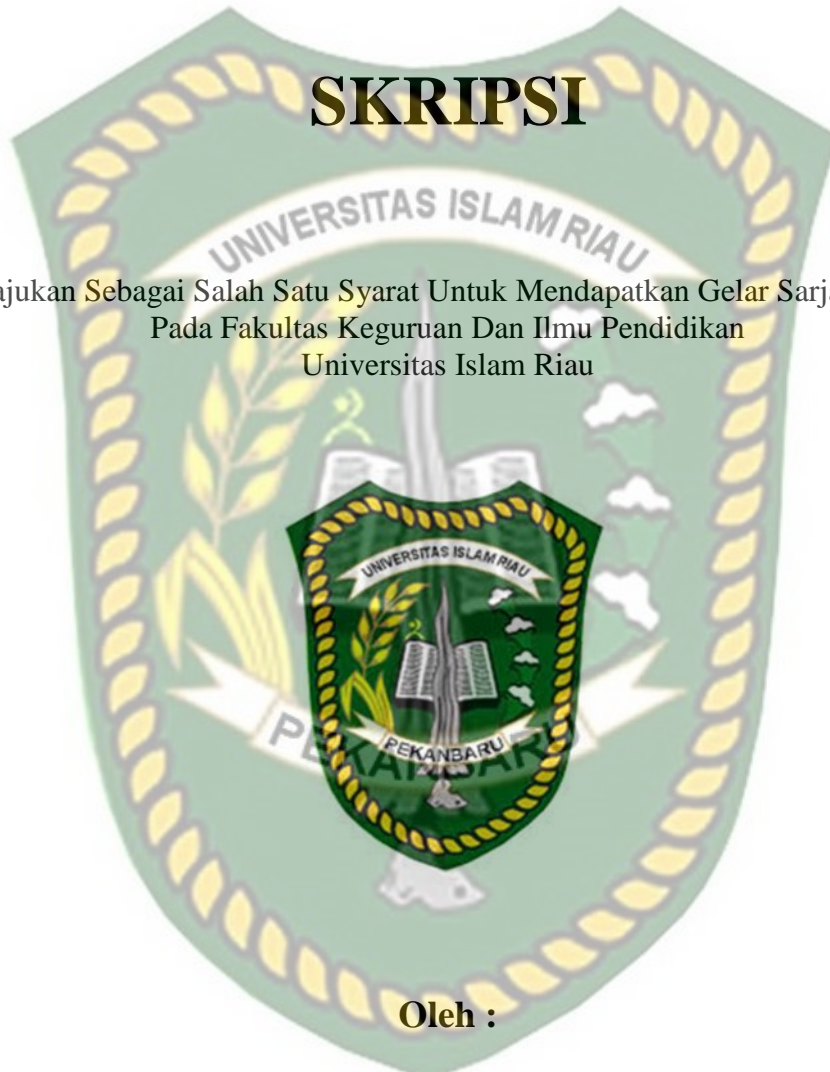 SKRIPSI
UNIVERSITAS ISLAM RIAU
ajukan Sebagai Salah Satu Syarat Untuk Mendapatkan Gelar Sarj
Pada Fakultas Keguruan Dan Ilmu Pendidikan
Universitas Islam Riau
UNIVERSITAS ISLAM RIAU
PEKANBARU
PEKANBARU
Oleh :